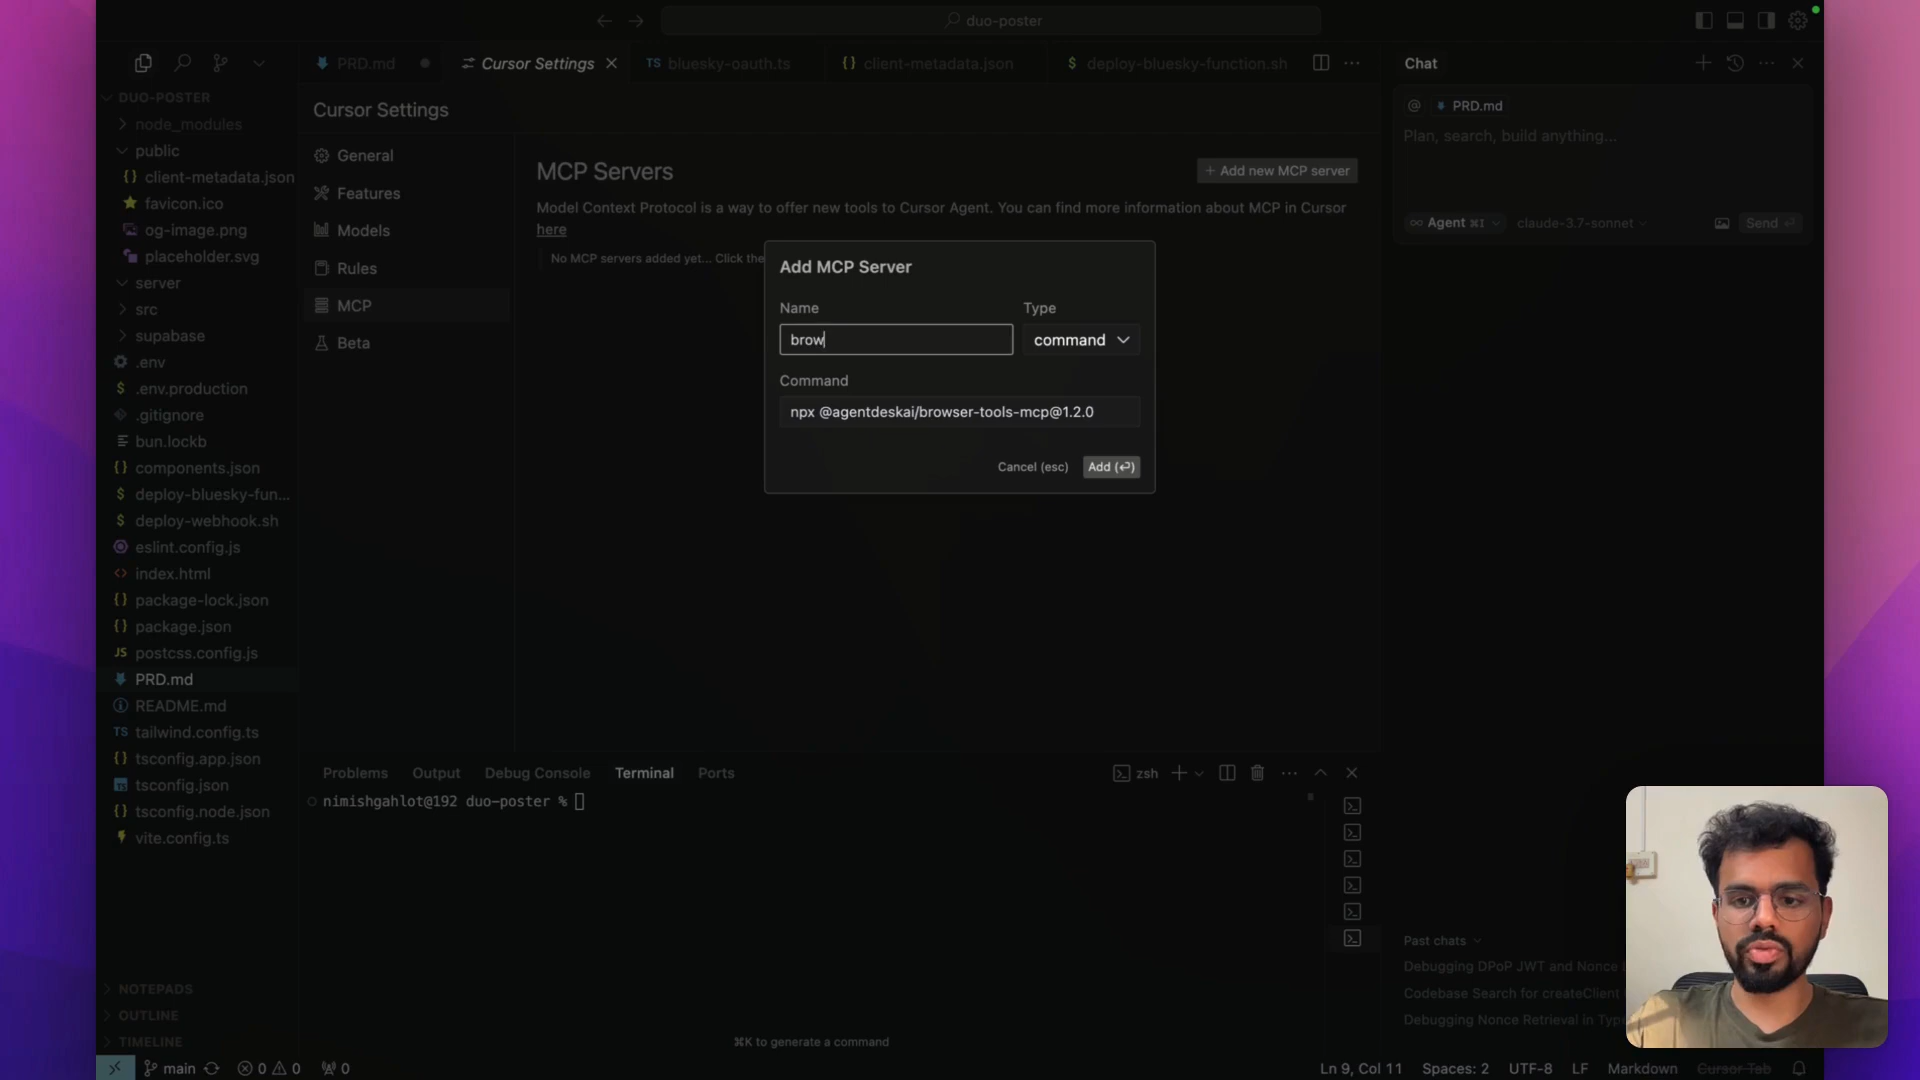 duo-poster
PRD.md
Cursor Settings
TS bluesky-oauth.ts
{} client-metadata.json
$ deploy-bluesky-function.sh
Chat
DUO-POSTER
node_modules
public
{} client-metadata.json
favicon.ico
og-image.png
placeholder.svg
server
src
supabase
.env
$ .env.production
.gitignore
bun.lockb
{} components.json
$ deploy-bluesky-fun...
$ deploy-webhook.sh
eslint.config.js
<> index.html
{} package-lock.json
{} package.json
JS postcss.config.js
PRD.md
README.md
TS tailwind.config.ts
{} tsconfig.app.json
tsconfig.json
{} tsconfig.node.json
vite.config.ts
NOTEPADS
OUTLINE
TIMELINE
Cursor Settings
General
Features
Models
Rules
MCP
Beta
MCP Servers
+ Add new MCP server
Model Context Protocol is a way to offer new tools to Cursor Agent. You can find more information about MCP in Cursor
here
No MCP servers added yet... Click the
Add MCP Server
Name
Type
brow
command
Command
npx @agentdeskai/browser-tools-mcp@1.2.0
Cancel (esc)
Add (⏎)
Problems
Output
Debug Console
Terminal
Ports
zsh
nimishgahlot@192 duo-poster %
⌘K to generate a command
@ PRD.md
Plan, search, build anything...
∞ Agent ⌘I
claude-3.7-sonnet
Send ⏎
Past chats
Debugging DPoP JWT and Nonce
Codebase Search for createClient
Debugging Nonce Retrieval in Typ
main
0
0
0
Ln 9, Col 11
Spaces: 2
UTF-8
LF
Markdown
Cursor Tab